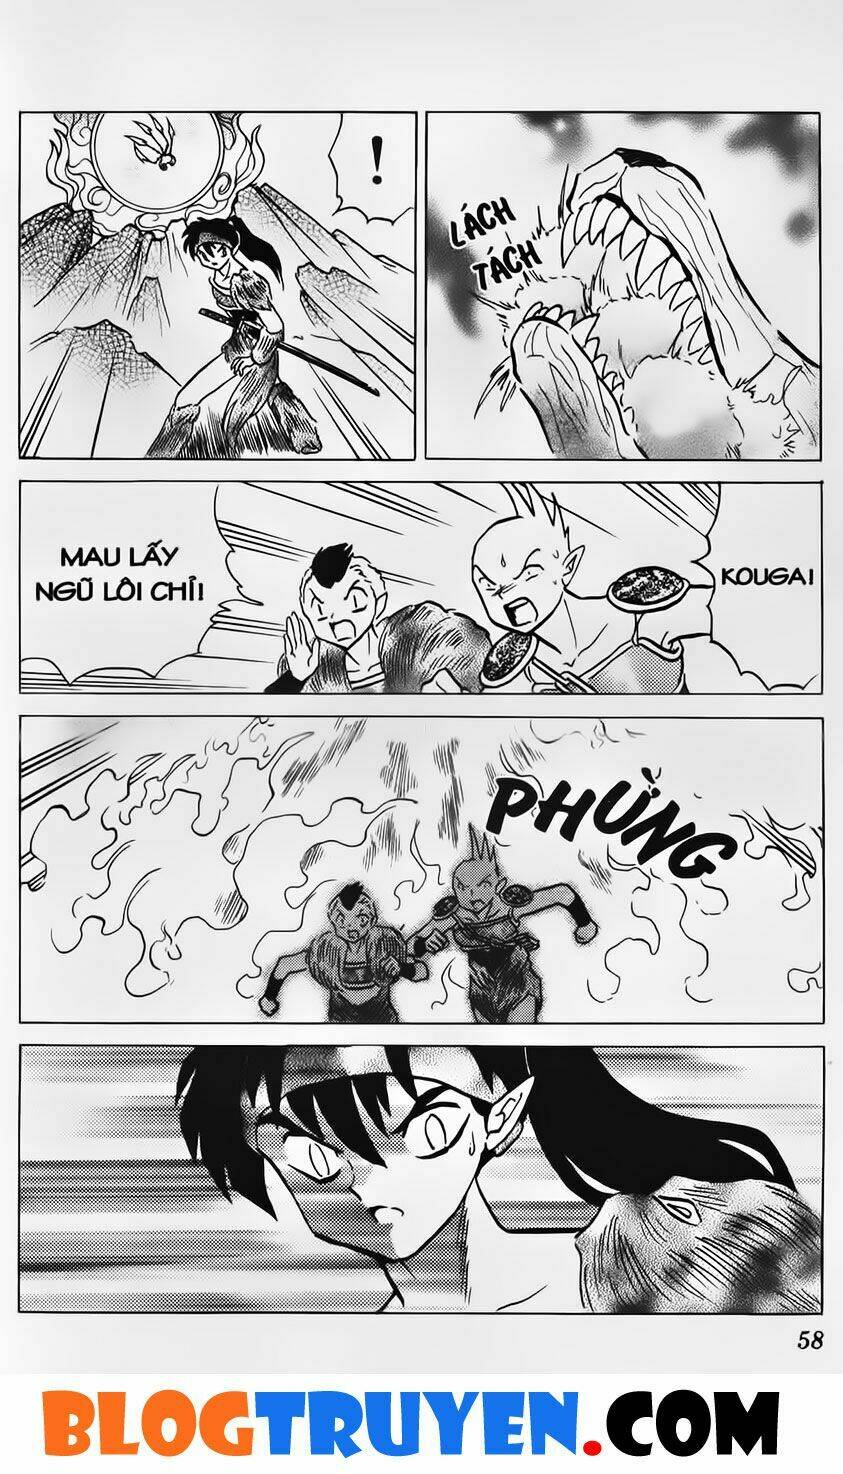 LÁCH
TÁCH
!
KOUGA!
MAU LẤY
NGŨ LÔI CHỈ!
PHỪNG
58
BLOGTRUYEN.COM